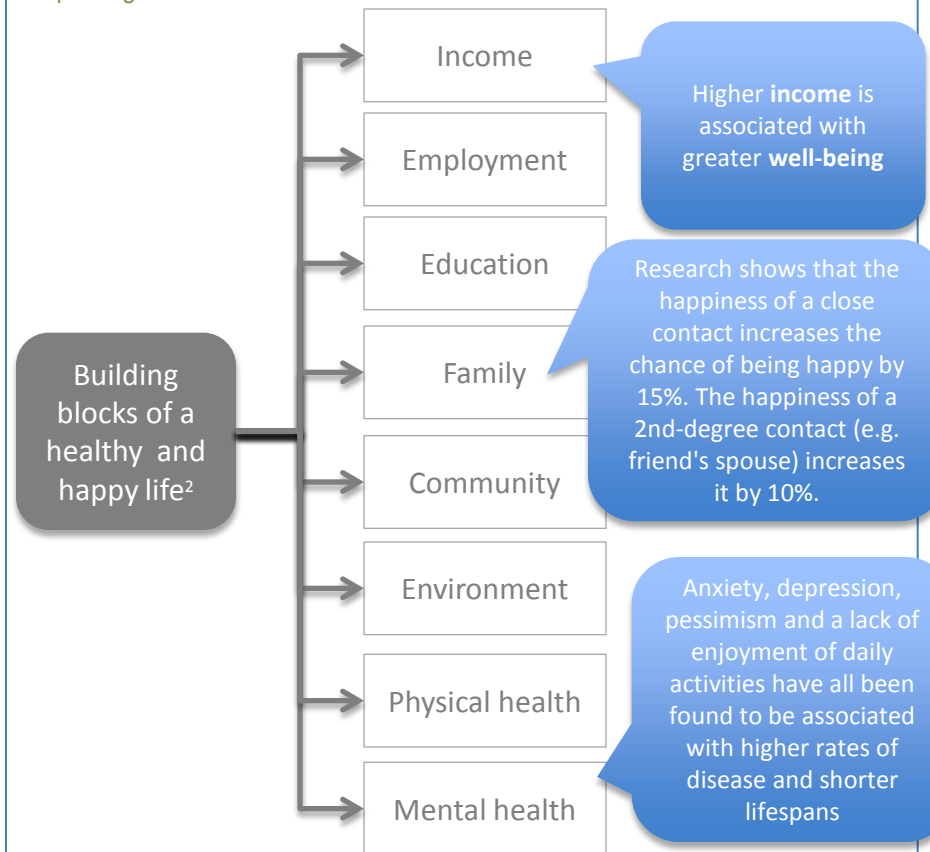 Income
Higher income is
associated with
greater well-being
Employment
Education
Research shows that the
happiness of a close
contact increases the
chance of being happy by
15%. The happiness of a
2nd-degree contact (e.g.
friend's spouse) increases
it by 10%.
Family
Building
blocks of a
healthy and
happy life²
Community
Environment
Anxiety, depression,
pessimism and a lack of
enjoyment of daily
activities have all been
found to be associated
with higher rates of
disease and shorter
lifespans
Physical health
Mental health